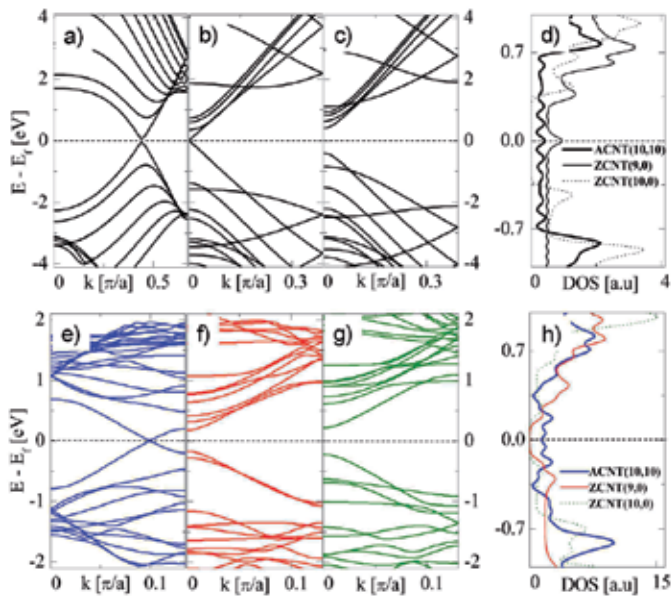 a)
b)
c)
d)
4
2
0
-2
-4
E - E_f [eV]
0
k [π/a]
0.5
0
k [π/a]
0.3
0
k [π/a]
0.3
4
2
0
-2
-4
0.7
0.0
-0.7
ACNT(10,10)
ZCNT(9,0)
ZCNT(10,0)
0
2
4
DOS [a.u]
e)
f)
g)
h)
2
1
0
-1
-2
E - E_f [eV]
0
k [π/a]
0.1
0
k [π/a]
0.1
0
k [π/a]
0.1
2
1
0
-1
-2
0.7
0.0
-0.7
ACNT(10,10)
ZCNT(9,0)
ZCNT(10,0)
0
DOS [a.u]
15